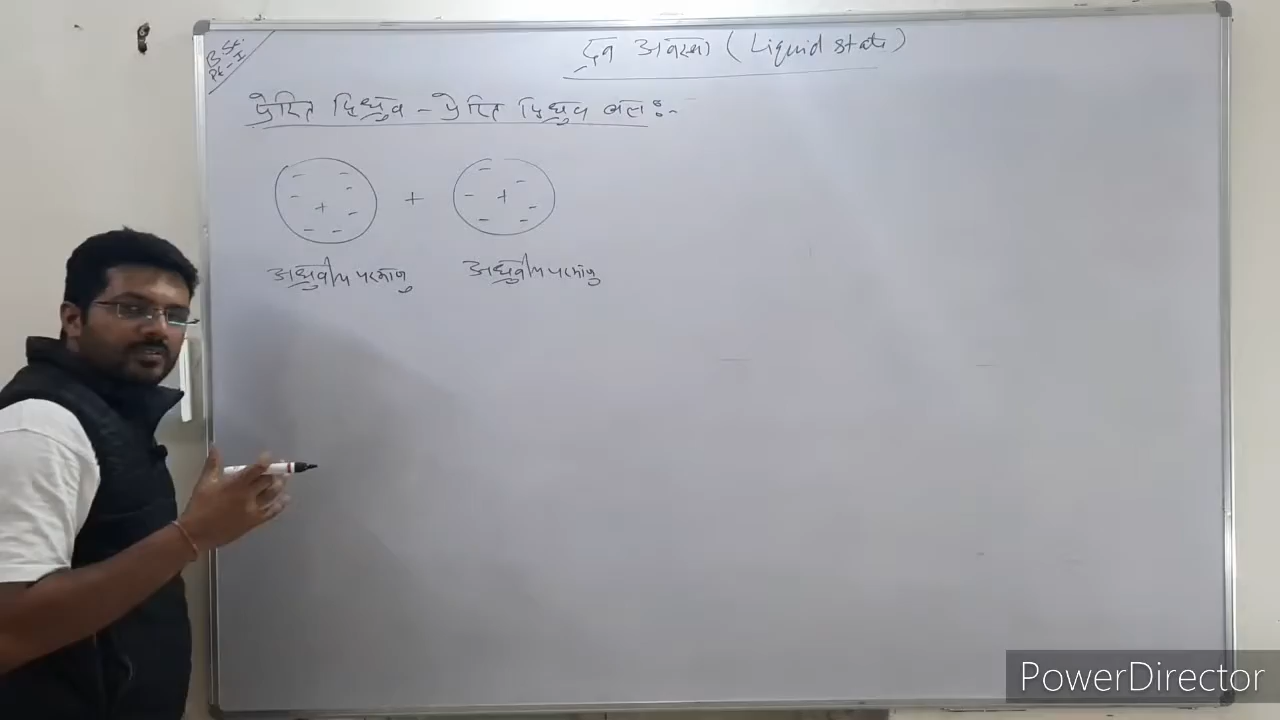 B.Sc.
Pt-I
द्रव अवस्था (Liquid state)
प्रेरित द्विध्रुव - प्रेरित द्विध्रुव बल :-
+
अध्रुवीय परमाणु अध्रुवीय परमाणु
PowerDirector